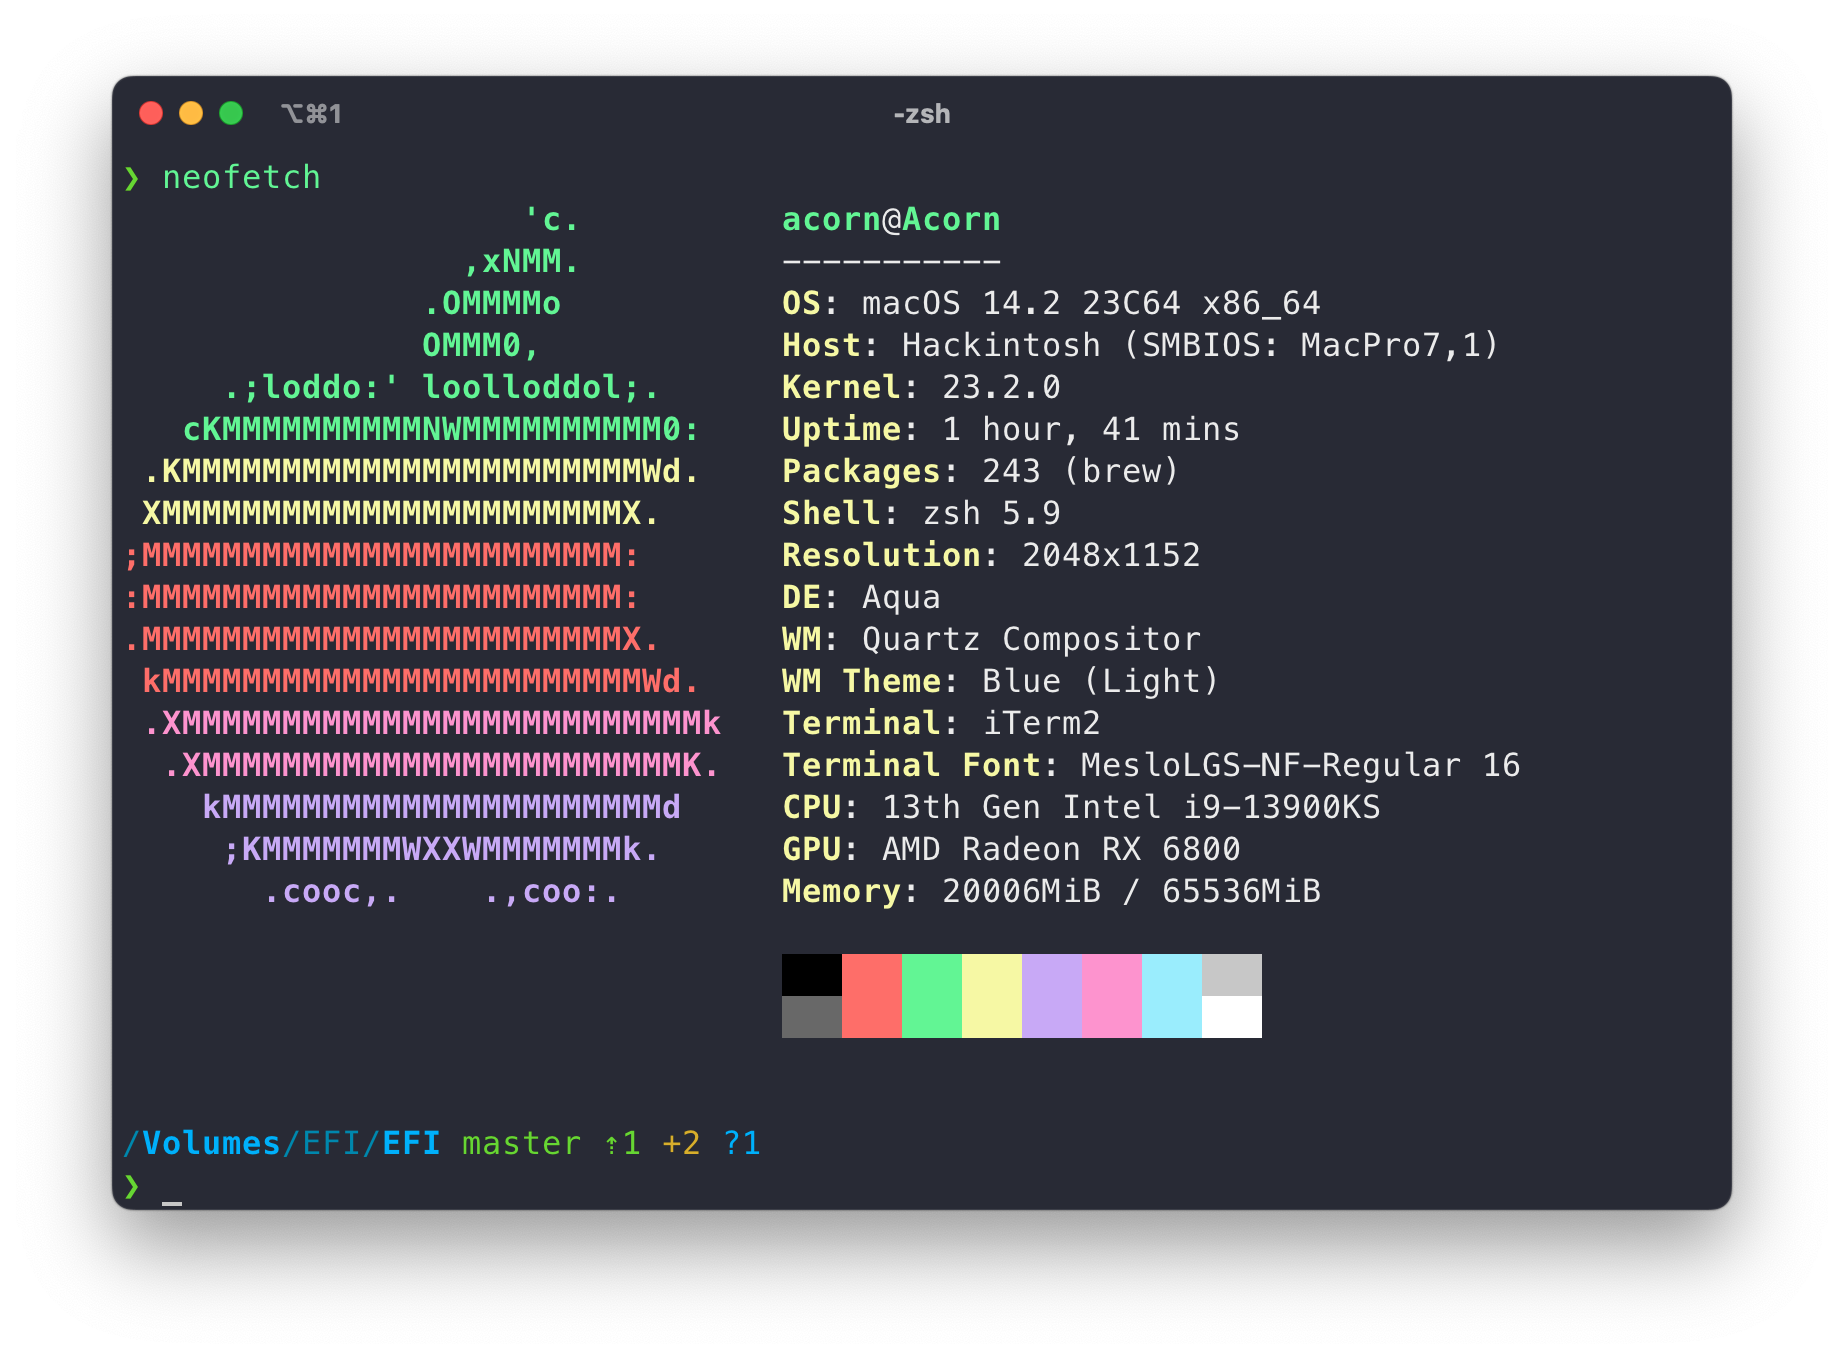 ⌥⌘1 -zsh
❯ neofetch
'c. acorn@Acorn
,xNMM. -----------
.OMMMMo OS: macOS 14.2 23C64 x86_64
OMMM0, Host: Hackintosh (SMBIOS: MacPro7,1)
.;loddo:' loolloddol;. Kernel: 23.2.0
cKMMMMMMMMMMNWMMMMMMMMMM0: Uptime: 1 hour, 41 mins
.KMMMMMMMMMMMMMMMMMMMMMMMWd. Packages: 243 (brew)
XMMMMMMMMMMMMMMMMMMMMMMMX. Shell: zsh 5.9
;MMMMMMMMMMMMMMMMMMMMMMMM: Resolution: 2048x1152
:MMMMMMMMMMMMMMMMMMMMMMMM: DE: Aqua
.MMMMMMMMMMMMMMMMMMMMMMMMX. WM: Quartz Compositor
kMMMMMMMMMMMMMMMMMMMMMMMMWd. WM Theme: Blue (Light)
.XMMMMMMMMMMMMMMMMMMMMMMMMMMk Terminal: iTerm2
.XMMMMMMMMMMMMMMMMMMMMMMMMK. Terminal Font: MesloLGS-NF-Regular 16
kMMMMMMMMMMMMMMMMMMMMMMd CPU: 13th Gen Intel i9-13900KS
;KMMMMMMMWXXWMMMMMMMk. GPU: AMD Radeon RX 6800
.cooc,. .,coo:. Memory: 20006MiB / 65536MiB
/Volumes/EFI/EFI master ⇡1 +2 ?1
❯ _